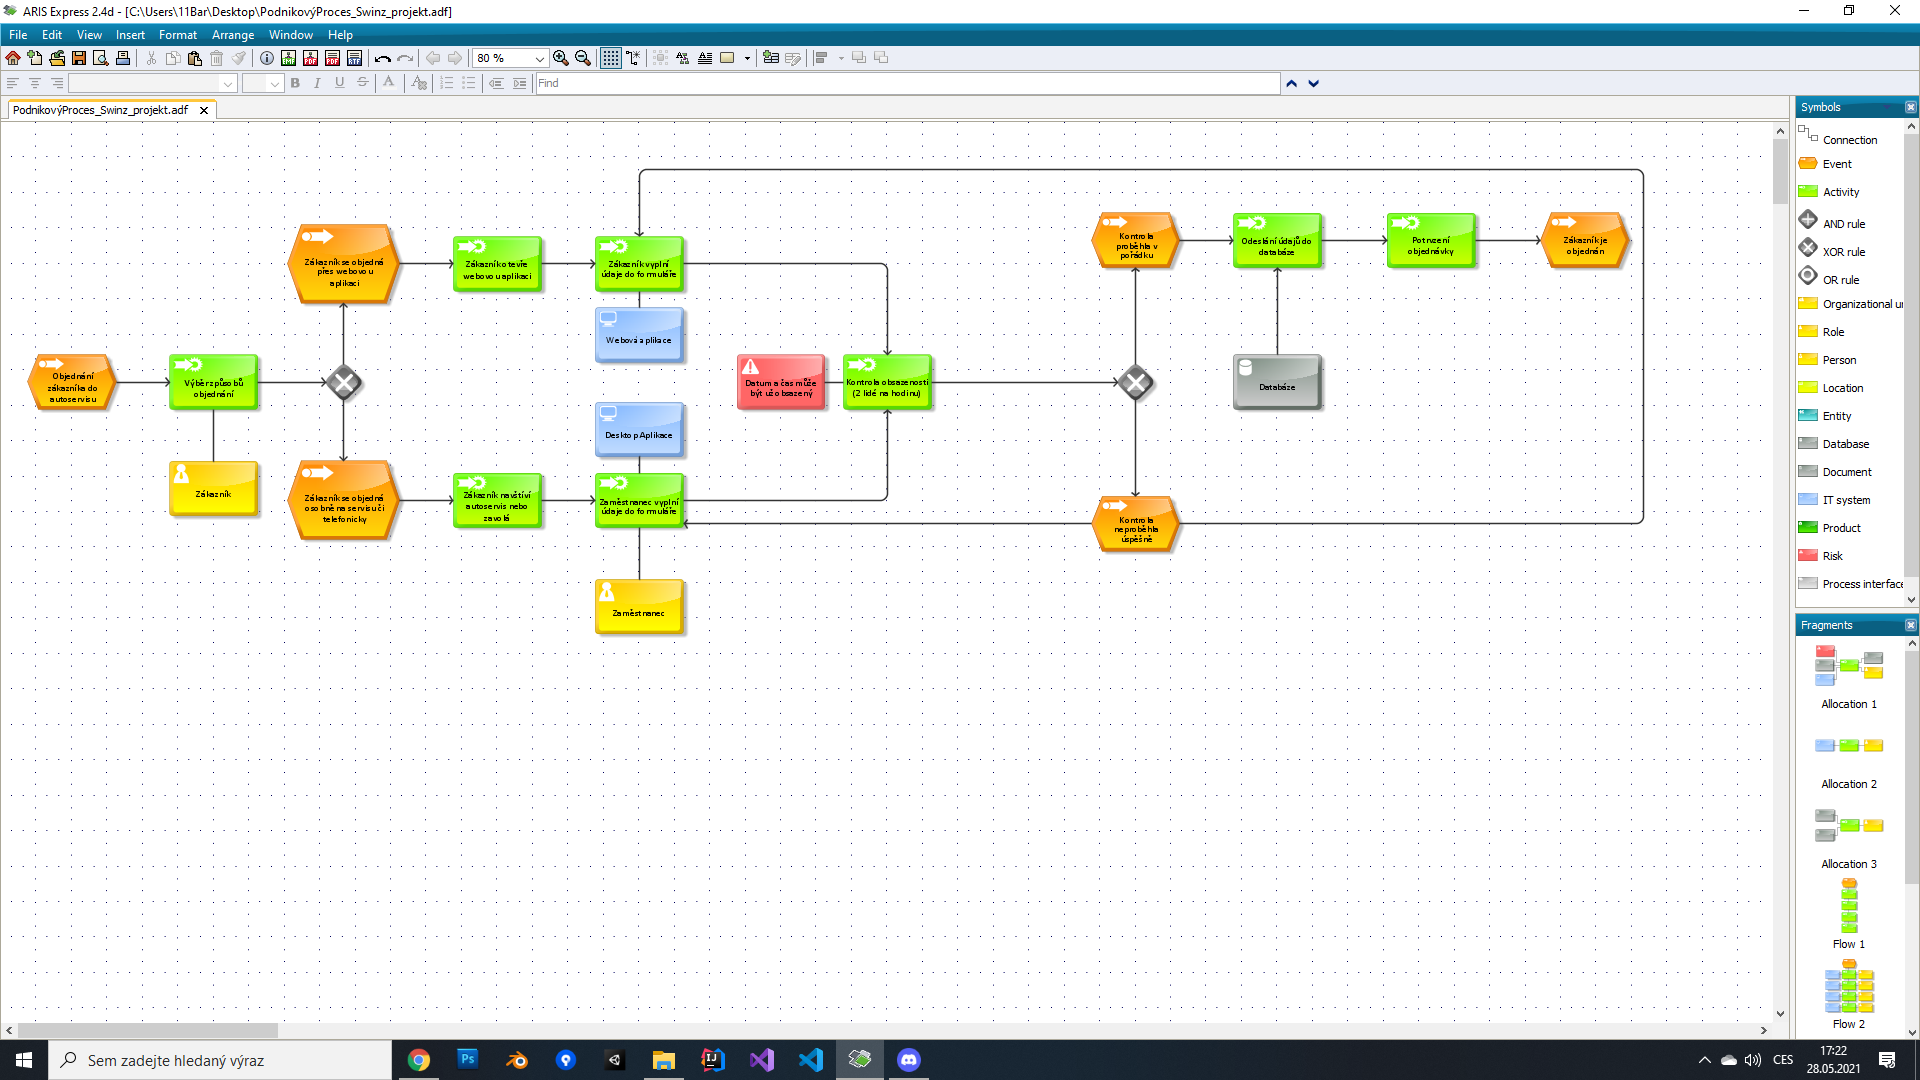 ARIS Express 2.4d - [C:\Users\11Bar\Desktop\PodnikovýProces_Swinz_projekt.adf]
File Edit View Insert Format Arrange Window Help
80 %
Find
PodnikovýProces_Swinz_projekt.adf
Objednání
zákazníka do
autoservisu
Výběr způsobů
objednání
Zákazník
Zákazník se objedná
přes webovou
aplikaci
Zákazník se objedná
osobně na servisu či
telefonicky
Zákazník otevře
webovou aplikaci
Zákazník navštíví
autoservis nebo
zavolá
Zákazník vyplní
údaje do formuláře
Webová aplikace
Desktop Aplikace
Zaměstnanec vyplní
údaje do formuláře
Zaměstnanec
Datum a čas může
být už obsazený
Kontrola obsazenosti
(2 lidé na hodinu)
Kontrola
proběhla v
pořádku
Kontrola
neproběhla
úspěšně
Odeslání údajů do
databáze
Databáze
Potvrzení
objednávky
Zákazník je
objednán
Symbols
Connection
Event
Activity
AND rule
XOR rule
OR rule
Organizational u
Role
Person
Location
Entity
Database
Document
IT system
Product
Risk
Process interface
Fragments
Allocation 1
Allocation 2
Allocation 3
Flow 1
Flow 2
Sem zadejte hledaný výraz
Ps
IJ
CES
17:22
28.05.2021